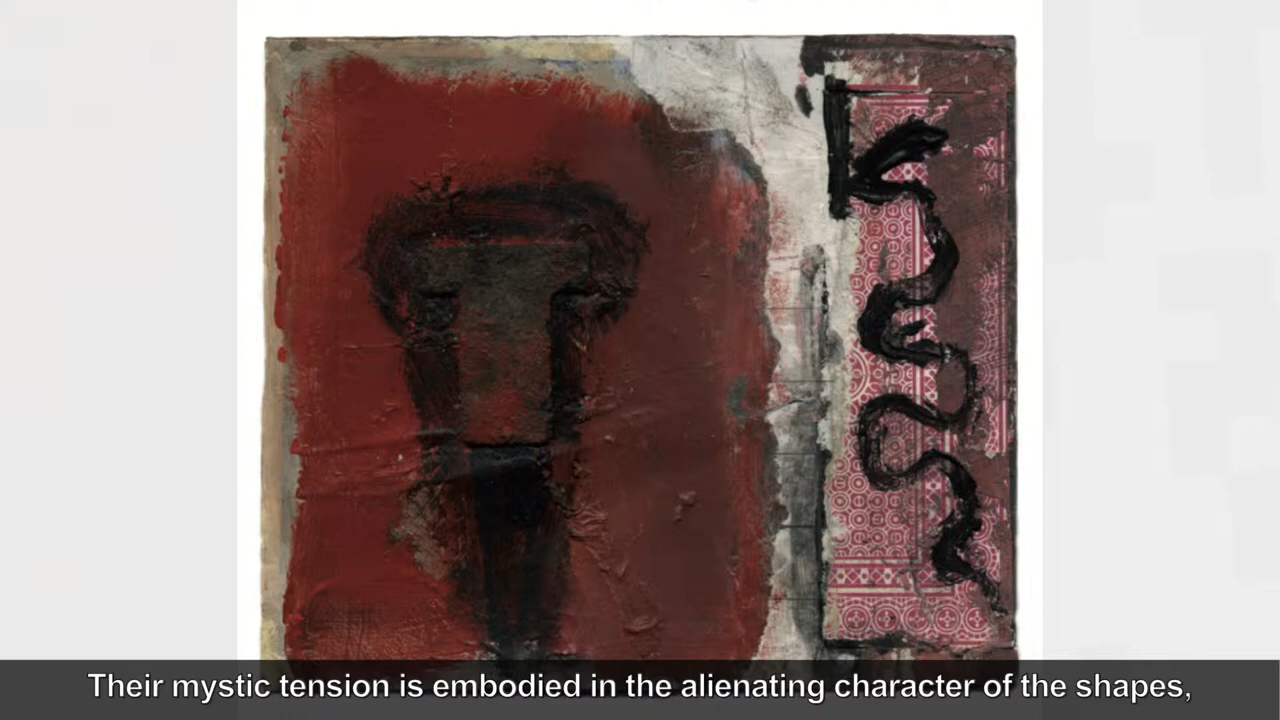 Their mystic tension is embodied in the alienating character of the shapes,